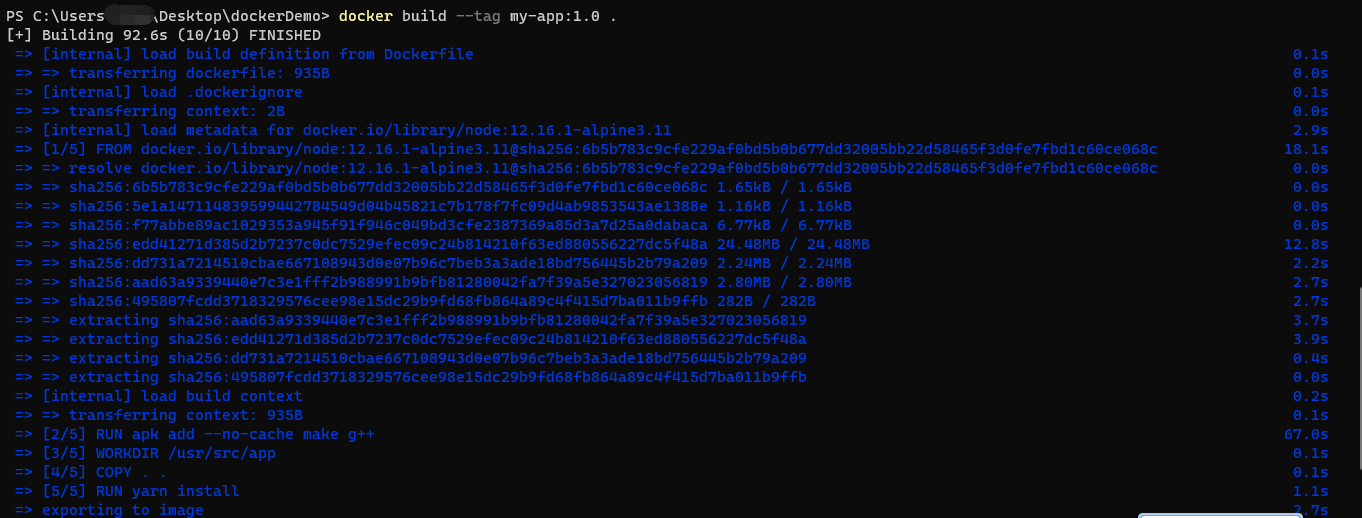 PS C:\Users\Desktop\dockerDemo> docker build --tag my-app:1.0 .
[+] Building 92.6s (10/10) FINISHED
=> [internal] load build definition from Dockerfile 0.1s
=> => transferring dockerfile: 935B 0.0s
=> [internal] load .dockerignore 0.1s
=> => transferring context: 2B 0.0s
=> [internal] load metadata for docker.io/library/node:12.16.1-alpine3.11 2.9s
=> [1/5] FROM docker.io/library/node:12.16.1-alpine3.11@sha256:6b5b783c9cfe229af0bd5b0b677dd32005bb22d58465f3d0fe7fbd1c60ce068c 18.1s
=> => resolve docker.io/library/node:12.16.1-alpine3.11@sha256:6b5b783c9cfe229af0bd5b0b677dd32005bb22d58465f3d0fe7fbd1c60ce068c 0.0s
=> => sha256:6b5b783c9cfe229af0bd5b0b677dd32005bb22d58465f3d0fe7fbd1c60ce068c 1.65kB / 1.65kB 0.0s
=> => sha256:5e1a1471148395599442784549d04b45821c7b178f7fc09d4ab9853543ae1388e 1.16kB / 1.16kB 0.0s
=> => sha256:f77abbe89ac1029353a945f91f946c049bd3cfe2387369a85d3a7d25a0dabaca 6.77kB / 6.77kB 0.0s
=> => sha256:edd41271d385d2b7237c0dc7529efec09c24b814210f63ed880556227dc5f48a 24.48MB / 24.48MB 12.8s
=> => sha256:dd731a7214510cbae667108943d0e07b96c7beb3a3ade18bd756445b2b79a209 2.24MB / 2.24MB 2.2s
=> => sha256:aad63a9339440e7c3e1fff2b988991b9bfb81280042fa7f39a5e327023056819 2.80MB / 2.80MB 2.7s
=> => sha256:495807fcdd3718329576cee98e15dc29b9fd68fb864a89c4f415d7ba011b9ffb 282B / 282B 2.7s
=> => extracting sha256:aad63a9339440e7c3e1fff2b988991b9bfb81280042fa7f39a5e327023056819 3.7s
=> => extracting sha256:edd41271d385d2b7237c0dc7529efec09c24b814210f63ed880556227dc5f48a 3.9s
=> => extracting sha256:dd731a7214510cbae667108943d0e07b96c7beb3a3ade18bd756445b2b79a209 0.4s
=> => extracting sha256:495807fcdd3718329576cee98e15dc29b9fd68fb864a89c4f415d7ba011b9ffb 0.0s
=> [internal] load build context 0.2s
=> => transferring context: 935B 0.1s
=> [2/5] RUN apk add --no-cache make g++ 67.0s
=> [3/5] WORKDIR /usr/src/app 0.1s
=> [4/5] COPY . . 0.1s
=> [5/5] RUN yarn install 1.1s
=> exporting to image 2.7s